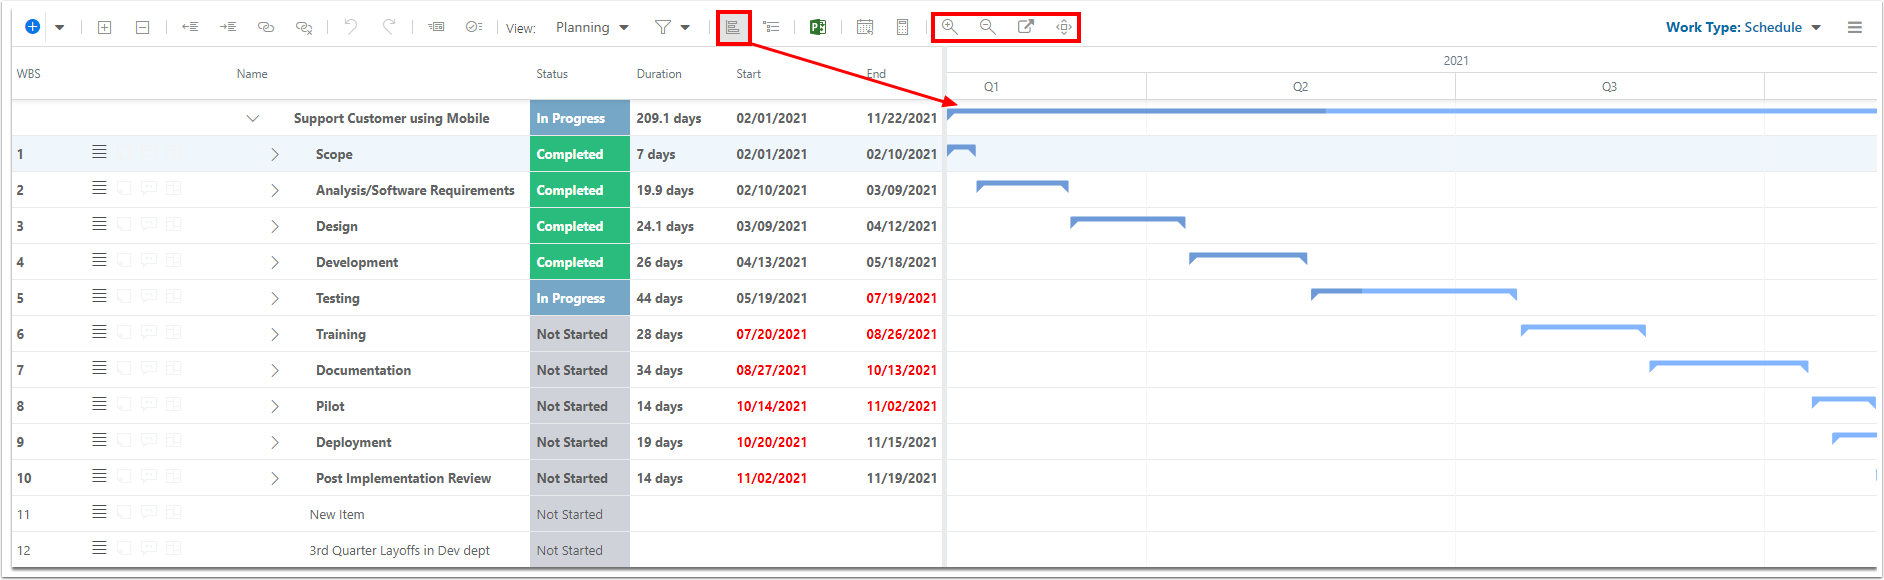 View: Planning Work Type: Schedule
2021
WBS Name Status Duration Start End Q1 Q2 Q3
Support Customer using Mobile In Progress 209.1 days 02/01/2021 11/22/2021
1 Scope Completed 7 days 02/01/2021 02/10/2021
2 Analysis/Software Requirements Completed 19.9 days 02/10/2021 03/09/2021
3 Design Completed 24.1 days 03/09/2021 04/12/2021
4 Development Completed 26 days 04/13/2021 05/18/2021
5 Testing In Progress 44 days 05/19/2021 07/19/2021
6 Training Not Started 28 days 07/20/2021 08/26/2021
7 Documentation Not Started 34 days 08/27/2021 10/13/2021
8 Pilot Not Started 14 days 10/14/2021 11/02/2021
9 Deployment Not Started 19 days 10/20/2021 11/15/2021
10 Post Implementation Review Not Started 14 days 11/02/2021 11/19/2021
11 New Item Not Started
12 3rd Quarter Layoffs in Dev dept Not Started